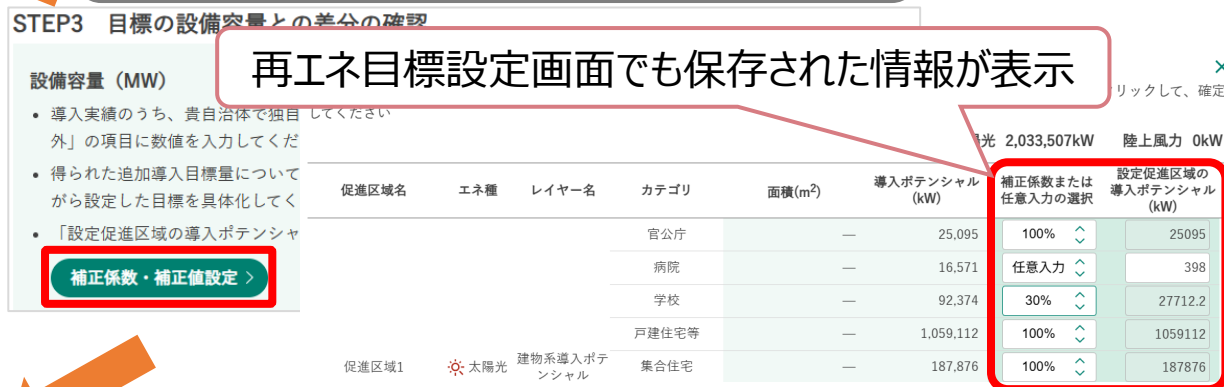 STEP3 目標の設備容量との差分の確認
再エネ目標設定画面でも保存された情報が表示
設備容量（MW）
• 導入実績のうち、貴自治体で独自
外」の項目に数値を入力してくだ
• 得られた追加導入目標量について
がら設定した目標を具体化してく
• 「設定促進区域の導入ポテンシャ
補正係数・補正値設定 >
リックして、確定
してください
光 2,033,507kW 陸上風力 0kW
促進区域名 エネ種 レイヤー名 カテゴリ 面積(m²) 導入ポテンシャル (kW) 補正係数または任意入力の選択 設定促進区域の導入ポテンシャル (kW)
官公庁 — 25,095 100% 25095
病院 — 16,571 任意入力 398
学校 — 92,374 30% 27712.2
戸建住宅等 — 1,059,112 100% 1059112
促進区域1 太陽光 建物系導入ポテンシャル 集合住宅 — 187,876 100% 187876